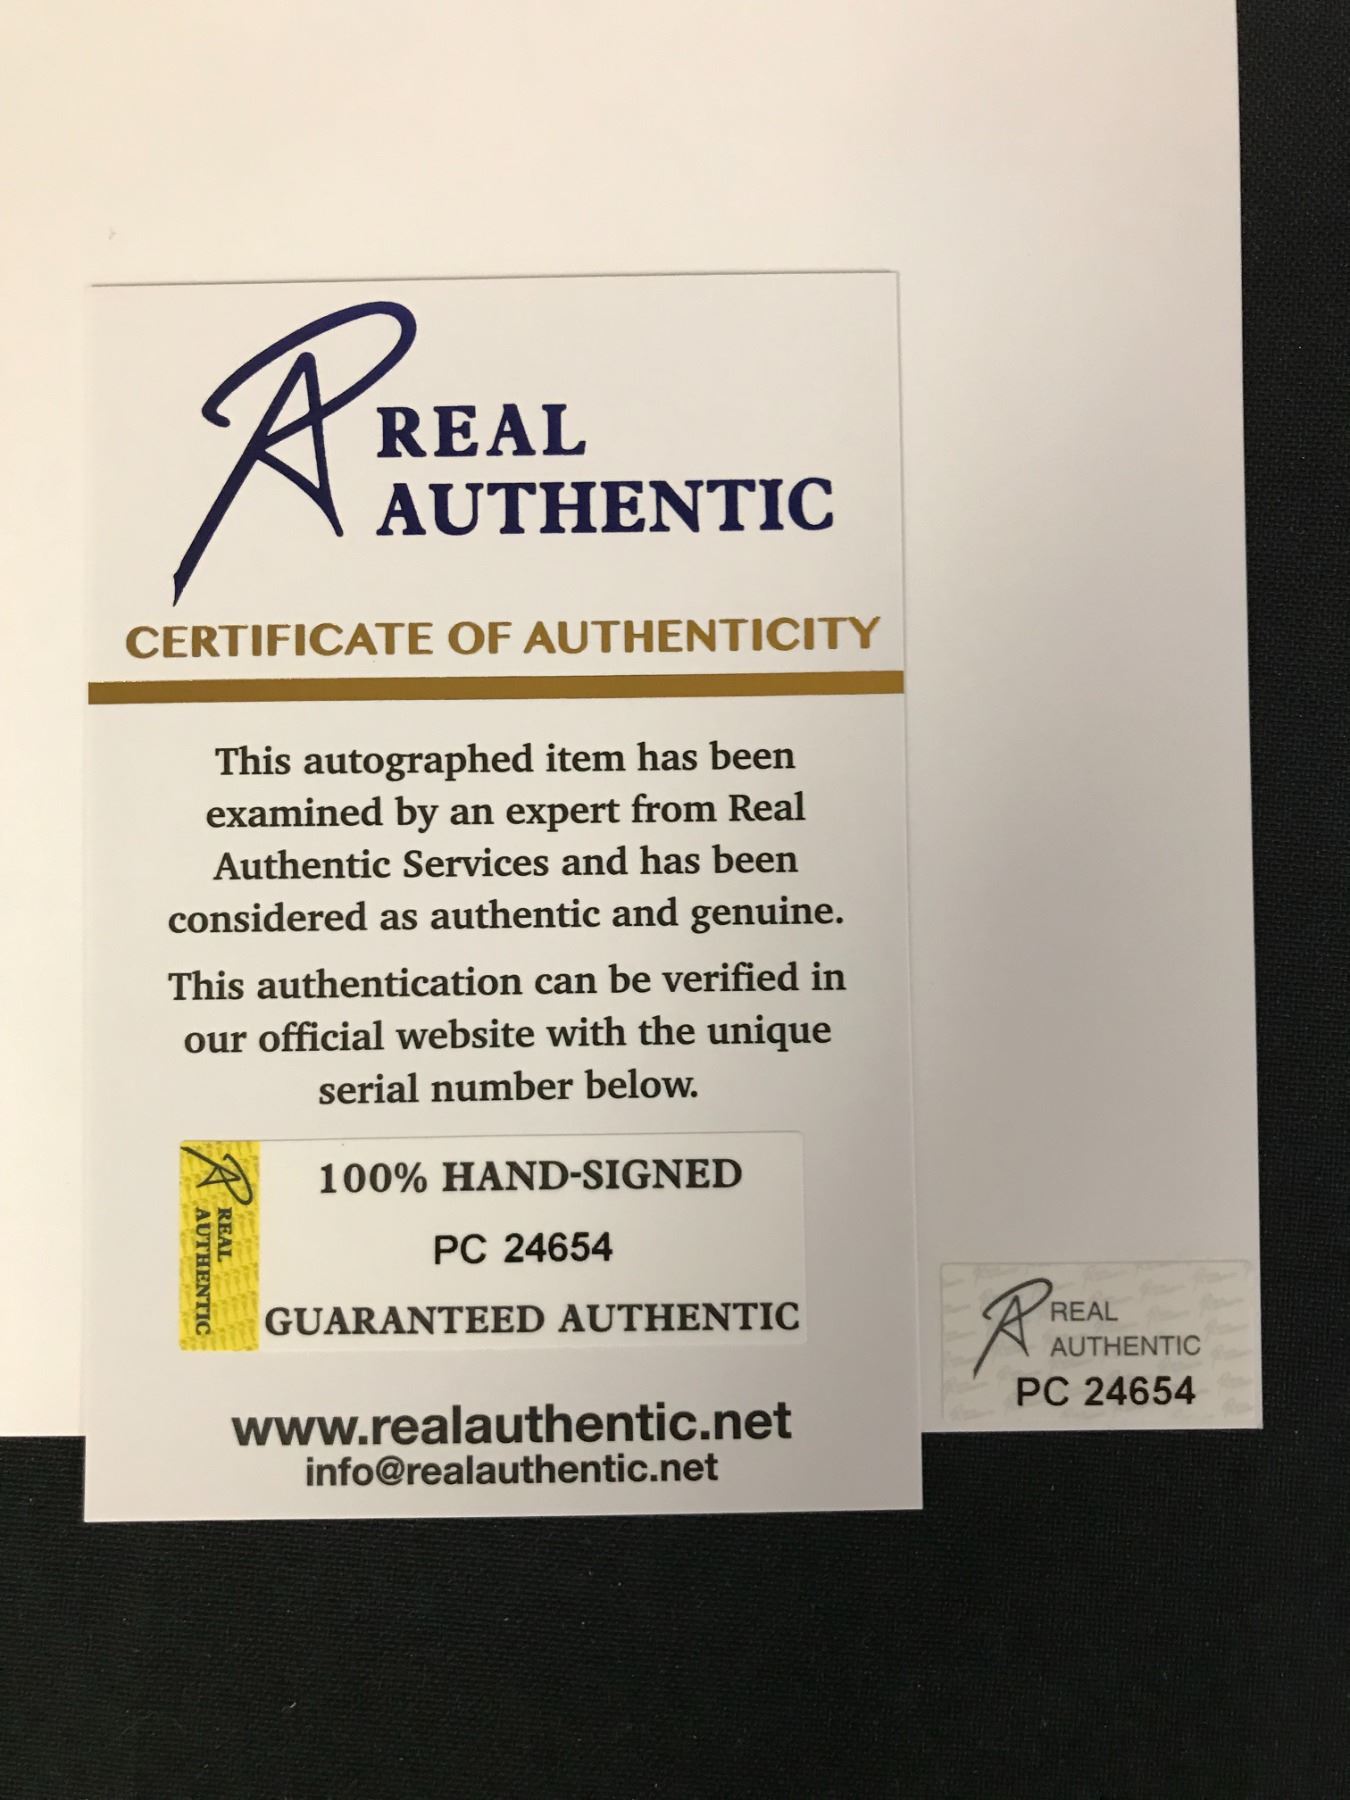 REAL
AUTHENTIC
CERTIFICATE OF AUTHENTICITY
This autographed item has been
examined by an expert from Real
Authentic Services and has been
considered as authentic and genuine.
This authentication can be verified in
our official website with the unique
serial number below.
REAL
AUTHENTIC
100% HAND-SIGNED
PC 24654
GUARANTEED AUTHENTIC
www.realauthentic.net
info@realauthentic.net
REAL
AUTHENTIC
PC 24654